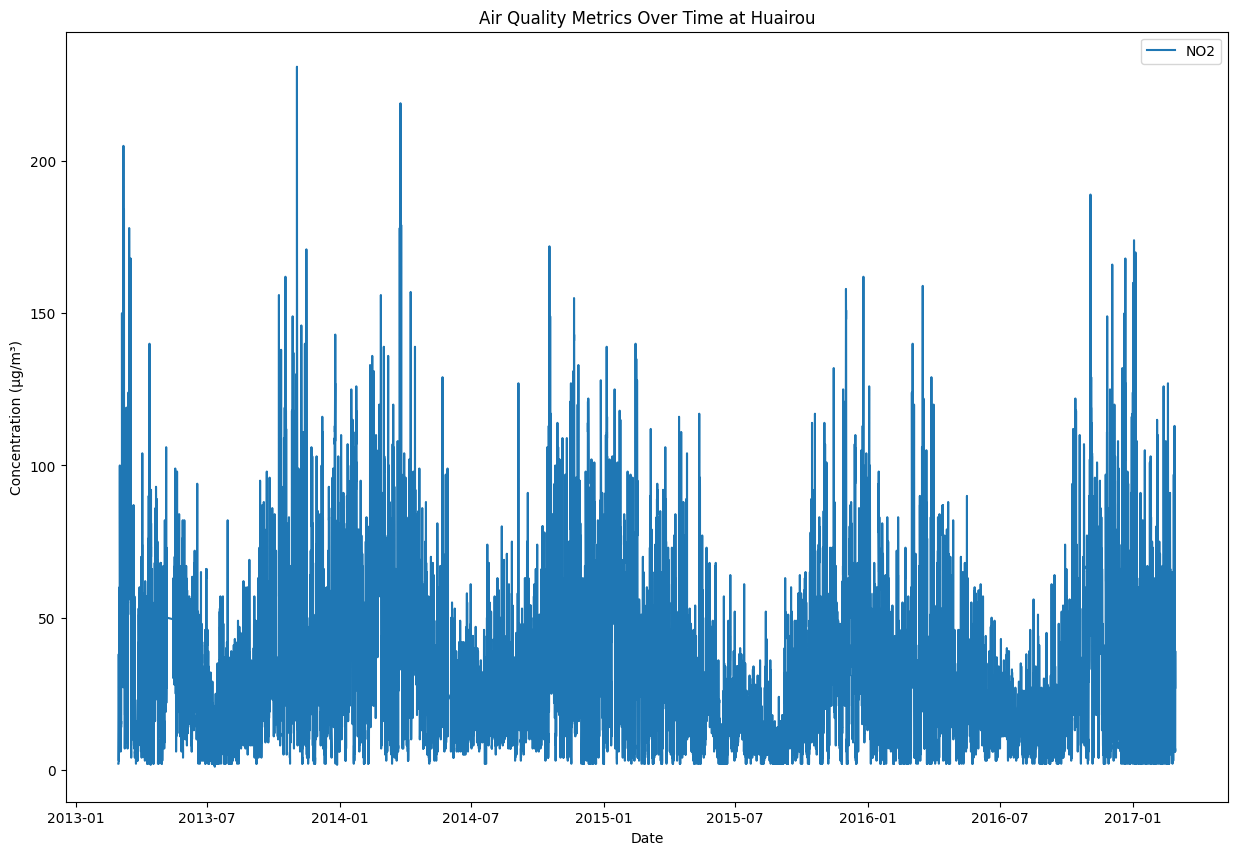 Air Quality Metrics Over Time at Huairou
NO2
200
150
100
50
0
Concentration (µg/m³)
2013-01 2013-07 2014-01 2014-07 2015-01 2015-07 2016-01 2016-07 2017-01
Date